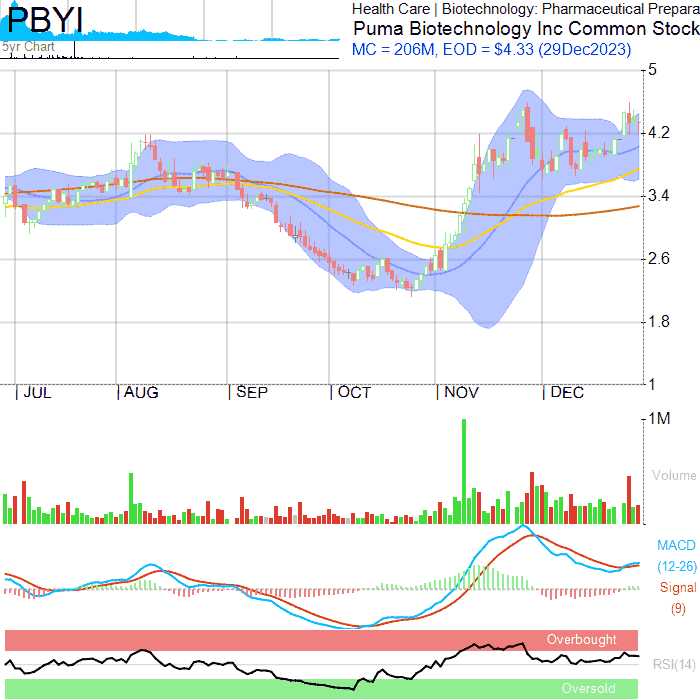 PBYI
5yr Chart
Health Care | Biotechnology: Pharmaceutical Prepara
Puma Biotechnology Inc Common Stock
MC = 206M, EOD = $4.33 (29Dec2023)
5
4.2
3.4
2.6
1.8
1
JUL AUG SEP OCT NOV DEC
1M
Volume
MACD
(12-26)
Signal
(9)
Overbought
RSI(14)
Oversold